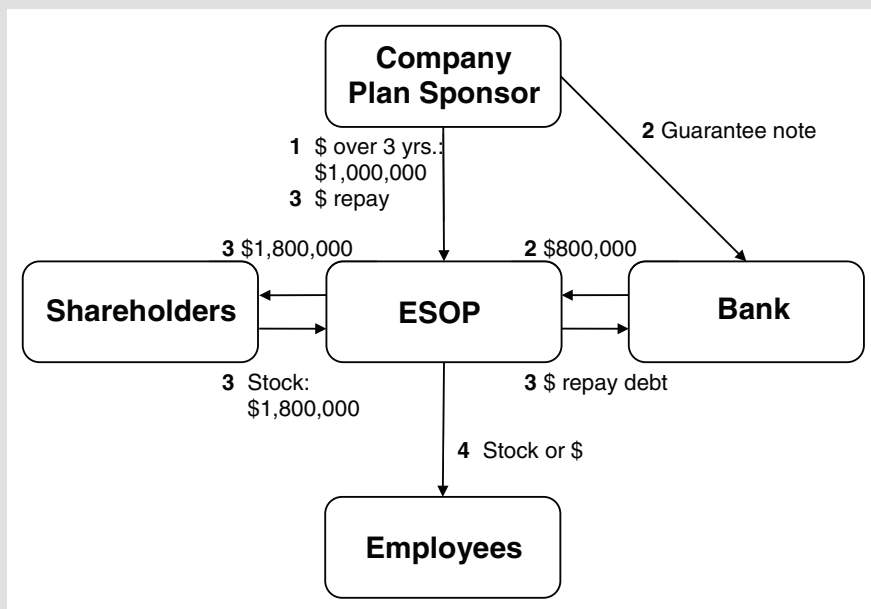 Company
Plan Sponsor
2 Guarantee note
1 $ over 3 yrs.:
$1,000,000
3 $ repay
3 $1,800,000
2 $800,000
Shareholders
ESOP
Bank
3 Stock:
$1,800,000
3 $ repay debt
4 Stock or $
Employees